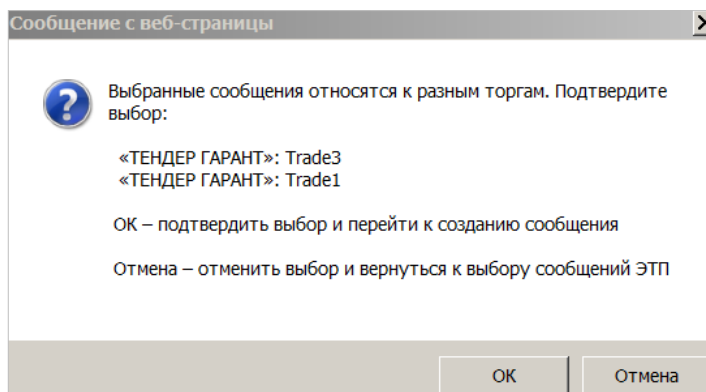 Сообщение с веб-страницы
Выбранные сообщения относятся к разным торгам. Подтвердите
выбор:
«ТЕНДЕР ГАРАНТ»: Trade3
«ТЕНДЕР ГАРАНТ»: Trade1
ОК – подтвердить выбор и перейти к созданию сообщения
Отмена – отменить выбор и вернуться к выбору сообщений ЭТП
ОК
Отмена